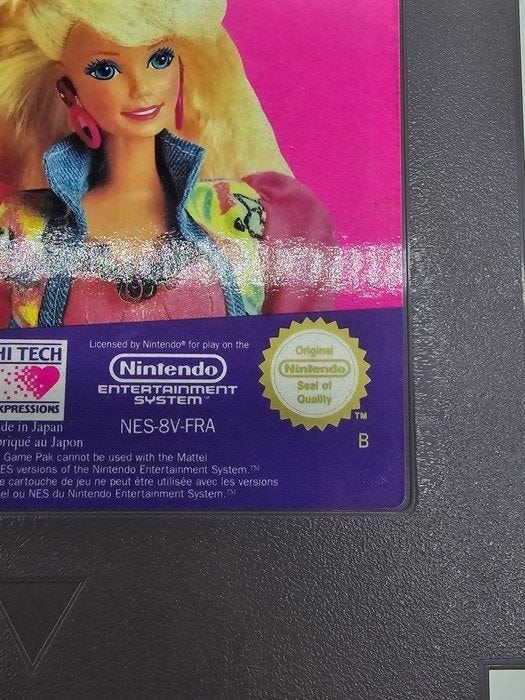 Licensed by Nintendo® for play on the
HI TECH
Nintendo
ENTERTAINMENT
SYSTEM™
XPRESSIONS
NES-8V-FRA
Original
Nintendo
Seal of
Quality
TM
B
de in Japan
briqué au Japon
Game Pak cannot be used with the Mattel
ES versions of the Nintendo Entertainment System.™
e cartouche de jeu ne peut être utilisée avec les versions
el ou NES du Nintendo Entertainment System.™